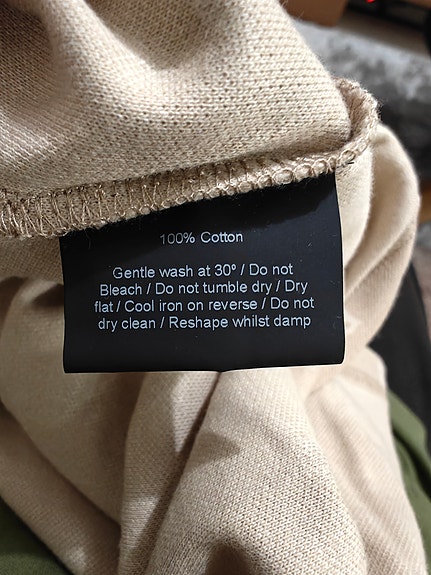 100% Cotton
Gentle wash at 30° / Do not
Bleach / Do not tumble dry / Dry
flat / Cool iron on reverse / Do not
dry clean / Reshape whilst damp